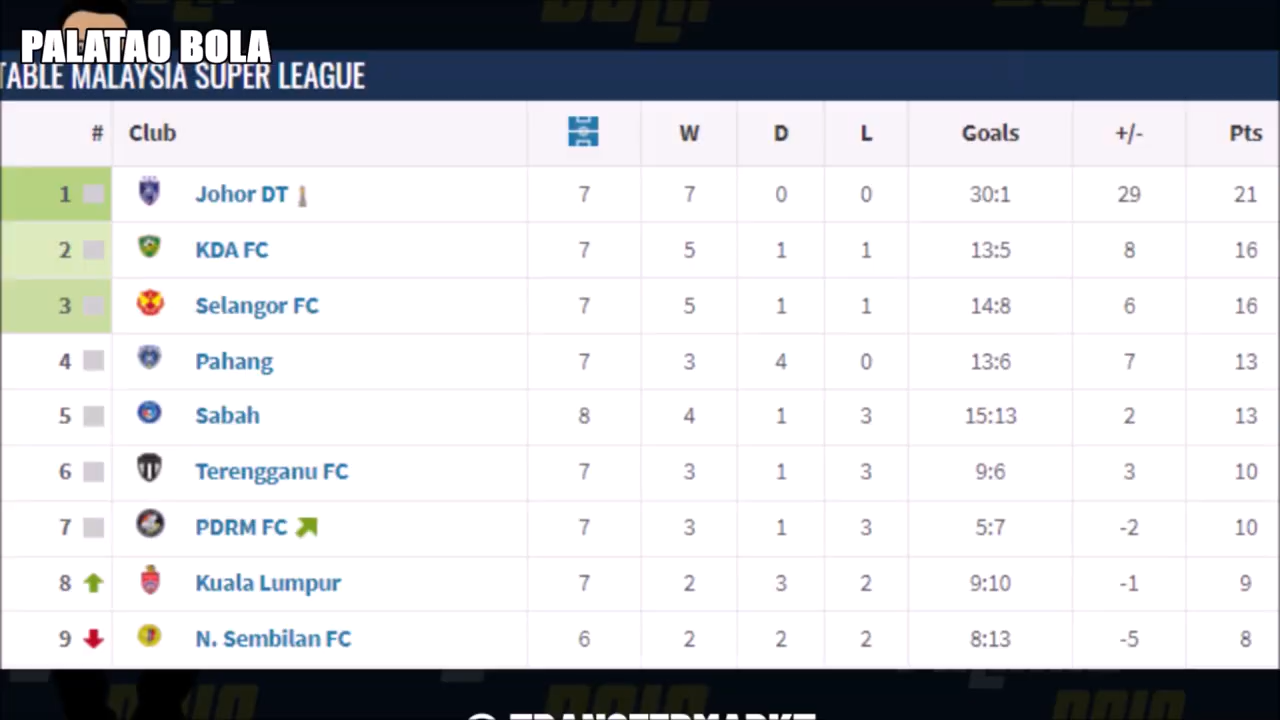 PALATAO BOLA
TABLE MALAYSIA SUPER LEAGUE
# Club W D L Goals +/- Pts
1 Johor DT 7 7 0 0 30:1 29 21
2 KDA FC 7 5 1 1 13:5 8 16
3 Selangor FC 7 5 1 1 14:8 6 16
4 Pahang 7 3 4 0 13:6 7 13
5 Sabah 8 4 1 3 15:13 2 13
6 Terengganu FC 7 3 1 3 9:6 3 10
7 PDRM FC 7 3 1 3 5:7 -2 10
8 Kuala Lumpur 7 2 3 2 9:10 -1 9
9 N. Sembilan FC 6 2 2 2 8:13 -5 8